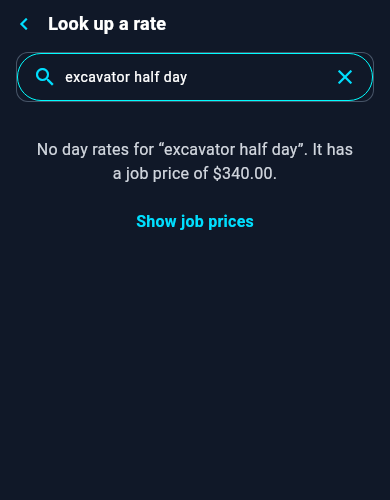 Look up a rate
excavator half day
No day rates for “excavator half day”. It has
a job price of $340.00.
Show job prices